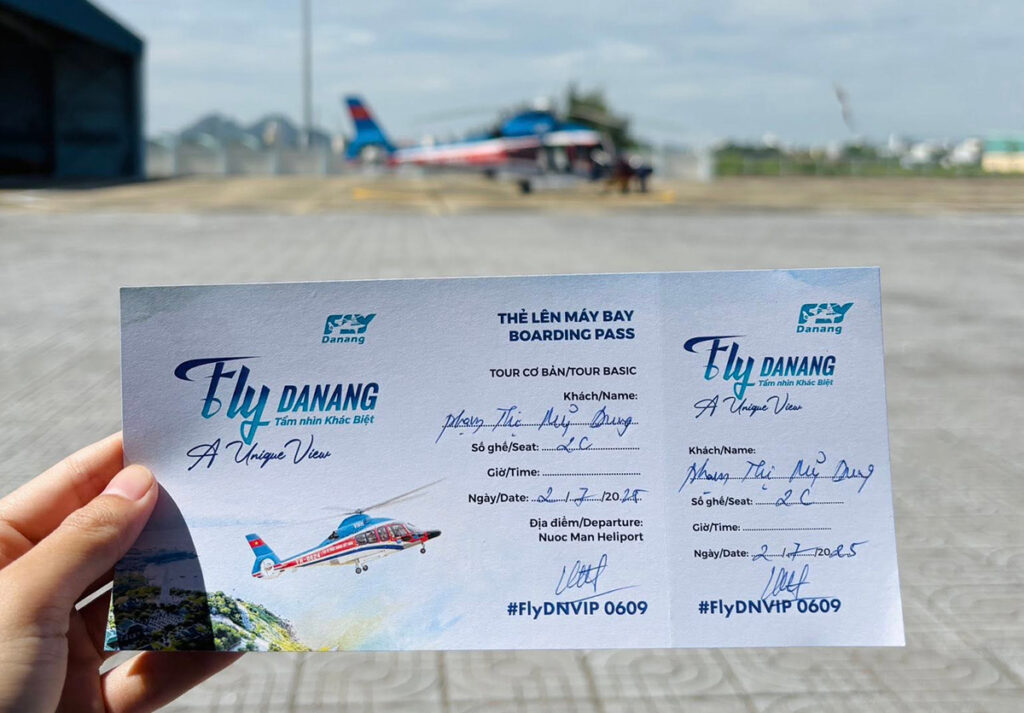 FLY
Danang
Fly DANANG
Tầm nhìn Khác Biệt
A Unique View
THẺ LÊN MÁY BAY
BOARDING PASS
TOUR CƠ BẢN/TOUR BASIC
Khách/Name:
Phạm Thị Mỹ Dung
Số ghế/Seat: 2C
Giờ/Time:
Ngày/Date: 2/7/2025
Địa điểm/Departure:
Nuoc Man Heliport
#FlyDNVIP 0609
FLY
Danang
Fly DANANG
Tầm nhìn Khác Biệt
A Unique View
Khách/Name:
Phạm Thị Mỹ Dung
Số ghế/Seat: 2C
Giờ/Time:
Ngày/Date: 2/7/2025
#FlyDNVIP 0609